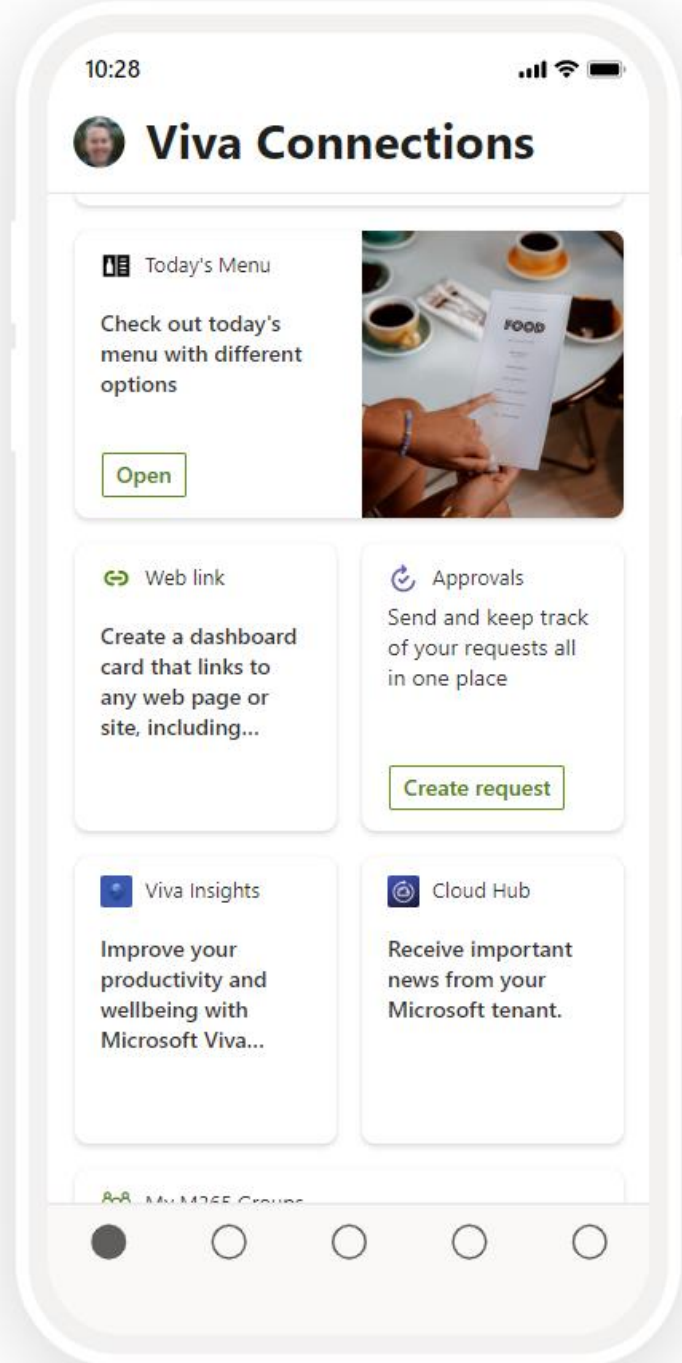 10:28
Viva Connections
Today's Menu
Check out today's
menu with different
options
Open
FOOD
Web link
Create a dashboard
card that links to
any web page or
site, including...
Approvals
Send and keep track
of your requests all
in one place
Create request
Viva Insights
Improve your
productivity and
wellbeing with
Microsoft Viva...
Cloud Hub
Receive important
news from your
Microsoft tenant.
My M365 Groups